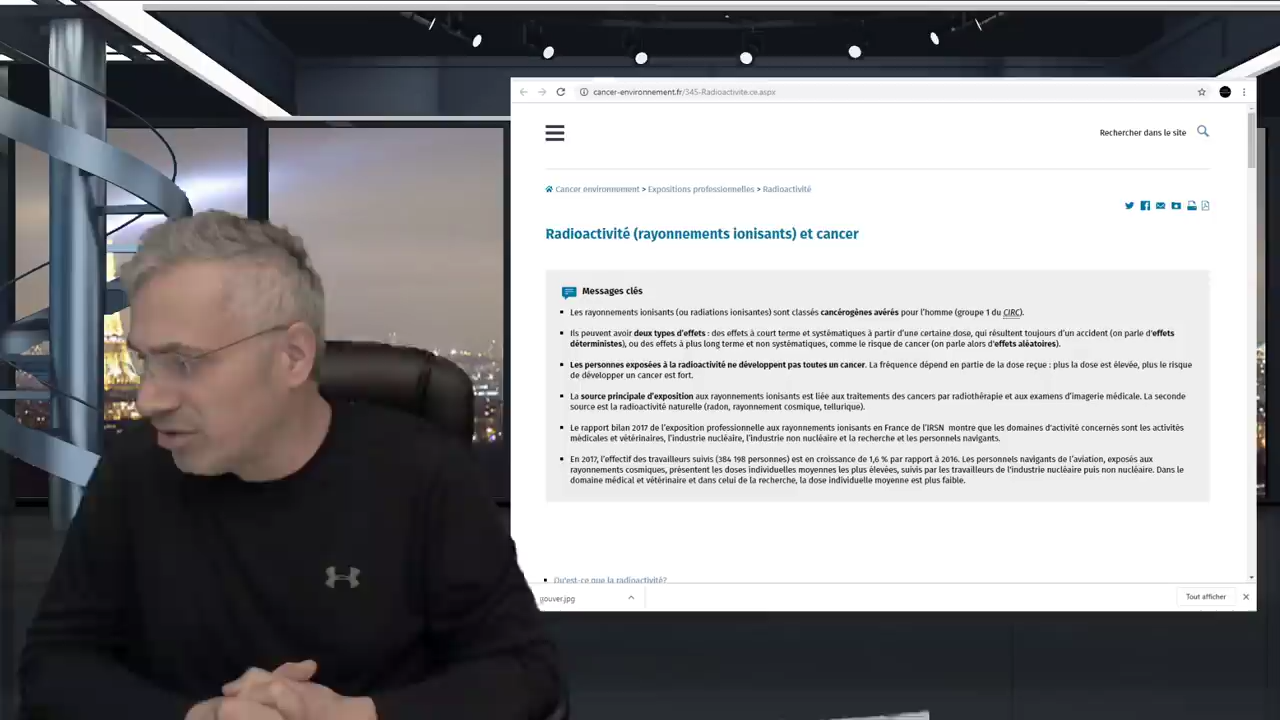 cancer-environnement.fr/345-Radioactivite.ce.aspx
Rechercher dans le site
Cancer environnement > Expositions professionnelles > Radioactivité
Radioactivité (rayonnements ionisants) et cancer
Messages clés
Les rayonnements ionisants (ou radiations ionisantes) sont classés cancérogènes avérés pour l'homme (groupe 1 du CIRC).
Ils peuvent avoir deux types d'effets : des effets à court terme et systématiques à partir d'une certaine dose, qui résultent toujours d'un accident (on parle d'effets
déterministes), ou des effets à plus long terme et non systématiques, comme le risque de cancer (on parle alors d'effets aléatoires).
Les personnes exposées à la radioactivité ne développent pas toutes un cancer. La fréquence dépend en partie de la dose reçue : plus la dose est élevée, plus le risque
de développer un cancer est fort.
La source principale d'exposition aux rayonnements ionisants est liée aux traitements des cancers par radiothérapie et aux examens d'imagerie médicale. La seconde
source est la radioactivité naturelle (radon, rayonnement cosmique, tellurique).
Le rapport bilan 2017 de l'exposition professionnelle aux rayonnements ionisants en France de l'IRSN montre que les domaines d'activité concernés sont les activités
médicales et vétérinaires, l'industrie nucléaire, l'industrie non nucléaire et la recherche et les personnels navigants.
En 2017, l'effectif des travailleurs suivis (384 198 personnes) est en croissance de 1,6 % par rapport à 2016. Les personnels navigants de l'aviation, exposés aux
rayonnements cosmiques, présentent les doses individuelles moyennes les plus élevées, suivis par les travailleurs de l'industrie nucléaire puis non nucléaire. Dans le
domaine médical et vétérinaire et dans celui de la recherche, la dose individuelle moyenne est plus faible.
Qu'est-ce que la radioactivité?
gouver.jpg
Tout afficher